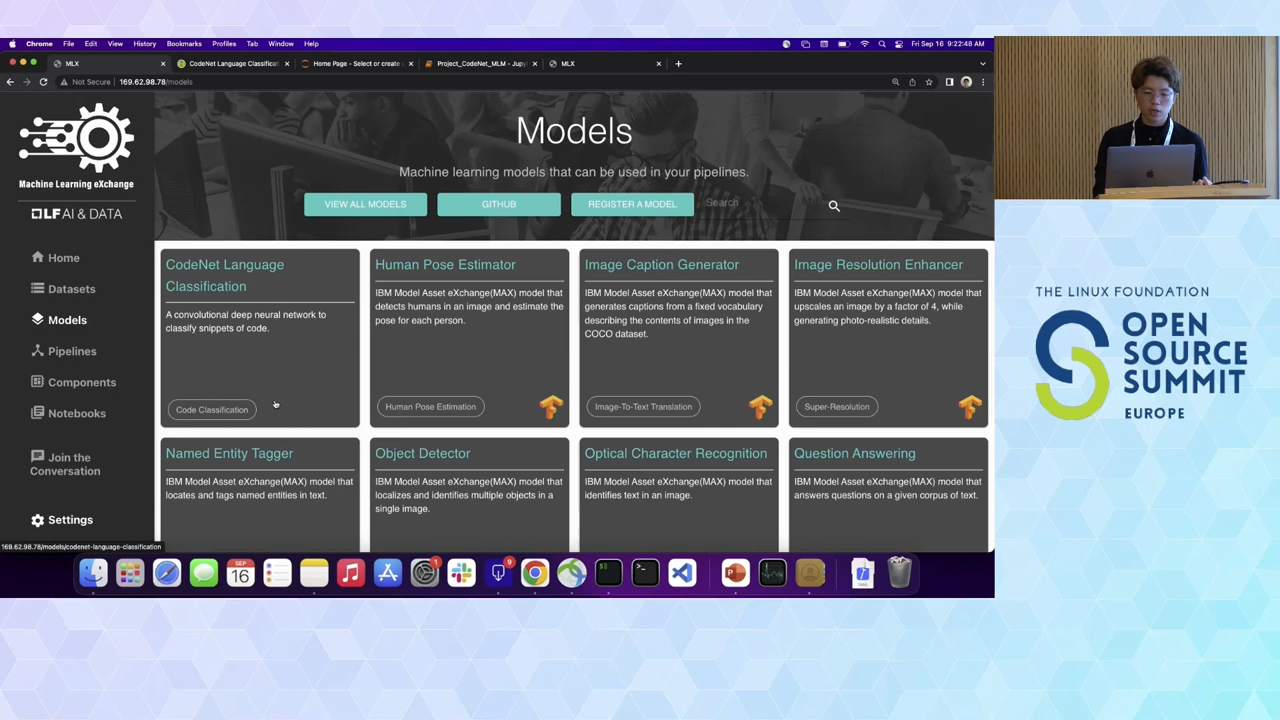 Chrome File Edit View History Bookmarks Profiles Tab Window Help
Fri Sep 16 9:22:48 AM
MLX
CodeNet Language Classificati
Home Page - Select or create
Project_CodeNet_MLM - Jupyt
MLX
Not Secure 169.62.98.78/models
Machine Learning eXchange
LF AI & DATA
Home
Datasets
Models
Pipelines
Components
Notebooks
Join the
Conversation
Settings
169.62.98.78/models/codenet-language-classification
Models
Machine learning models that can be used in your pipelines.
VIEW ALL MODELS
GITHUB
REGISTER A MODEL
Search
CodeNet Language
Classification
A convolutional deep neural network to
classify snippets of code.
Code Classification
Human Pose Estimator
IBM Model Asset eXchange(MAX) model that
detects humans in an image and estimate the
pose for each person.
Human Pose Estimation
Image Caption Generator
IBM Model Asset eXchange(MAX) model that
generates captions from a fixed vocabulary
describing the contents of images in the
COCO dataset.
Image-To-Text Translation
Image Resolution Enhancer
IBM Model Asset eXchange(MAX) model that
upscales an image by a factor of 4, while
generating photo-realistic details.
Super-Resolution
Named Entity Tagger
IBM Model Asset eXchange(MAX) model that
locates and tags named entities in text.
Object Detector
IBM Model Asset eXchange(MAX) model that
localizes and identifies multiple objects in a
single image.
Optical Character Recognition
IBM Model Asset eXchange(MAX) model that
identifies text in an image.
Question Answering
IBM Model Asset eXchange(MAX) model that
answers questions on a given corpus of text.
SEP
16
1
9
THE LINUX FOUNDATION
OPEN
SOURCE
SUMMIT
EUROPE